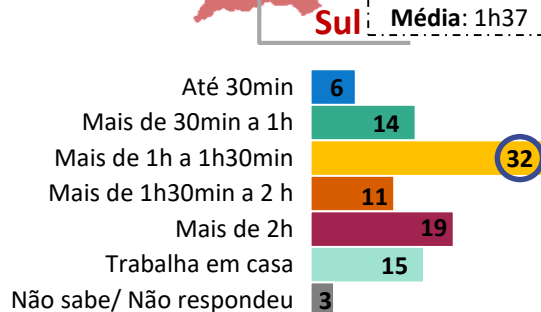 Sul
Média: 1h37
Até 30min 6
Mais de 30min a 1h 14
Mais de 1h a 1h30min 32
Mais de 1h30min a 2 h 11
Mais de 2h 19
Trabalha em casa 15
Não sabe/ Não respondeu 3